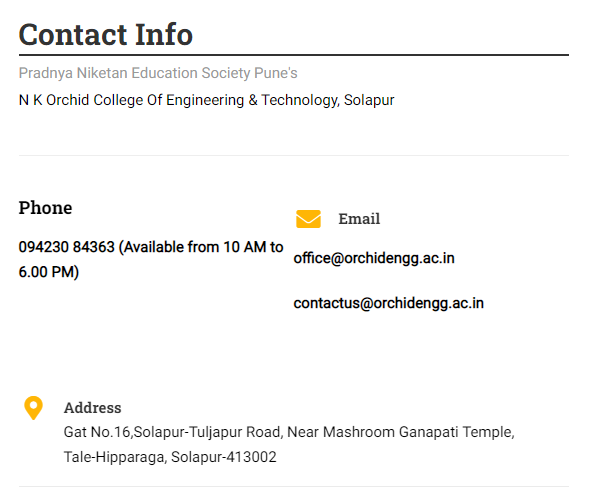 Contact Info
Pradnya Niketan Education Society Pune's
N K Orchid College Of Engineering & Technology, Solapur
Phone
094230 84363 (Available from 10 AM to
6.00 PM)
Email
office@orchidengg.ac.in
contactus@orchidengg.ac.in
Address
Gat No.16,Solapur-Tuljapur Road, Near Mashroom Ganapati Temple,
Tale-Hipparaga, Solapur-413002